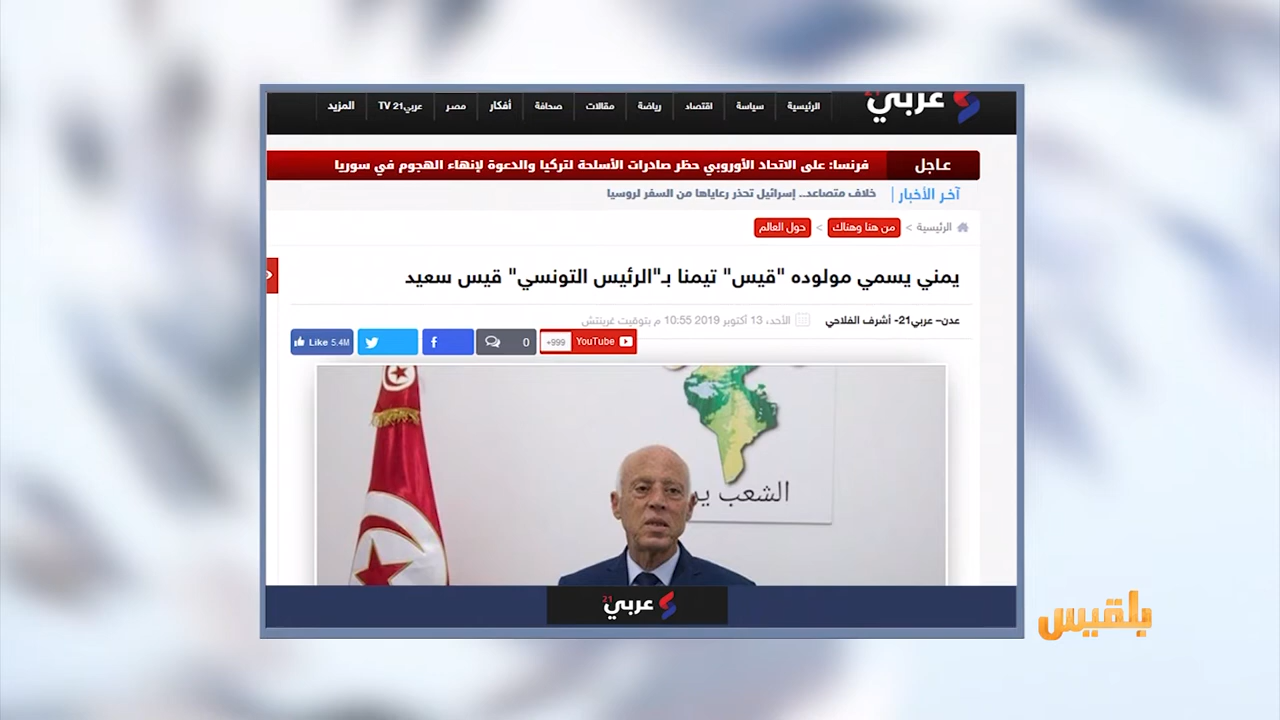 عربي 21
الرئيسية سياسة اقتصاد رياضة مقالات صحافة أفكار مصر عربي21 TV المزيد
عاجل فرنسا: على الاتحاد الأوروبي حظر صادرات الأسلحة لتركيا والدعوة لإنهاء الهجوم في سوريا
آخر الأخبار | خلاف متصاعد.. إسرائيل تحذر رعاياها من السفر لروسيا
الرئيسية > من هنا وهناك > حول العالم
يمني يسمي مولوده "قيس" تيمنا بـ"الرئيس التونسي" قيس سعيد
عدن– عربي21- أشرف الفلاحي الأحد، 13 أكتوبر 2019 10:55 م بتوقيت غرينتش
Like 5.4M f 0 +999 YouTube
الشعب
عربي 21
بلقيس